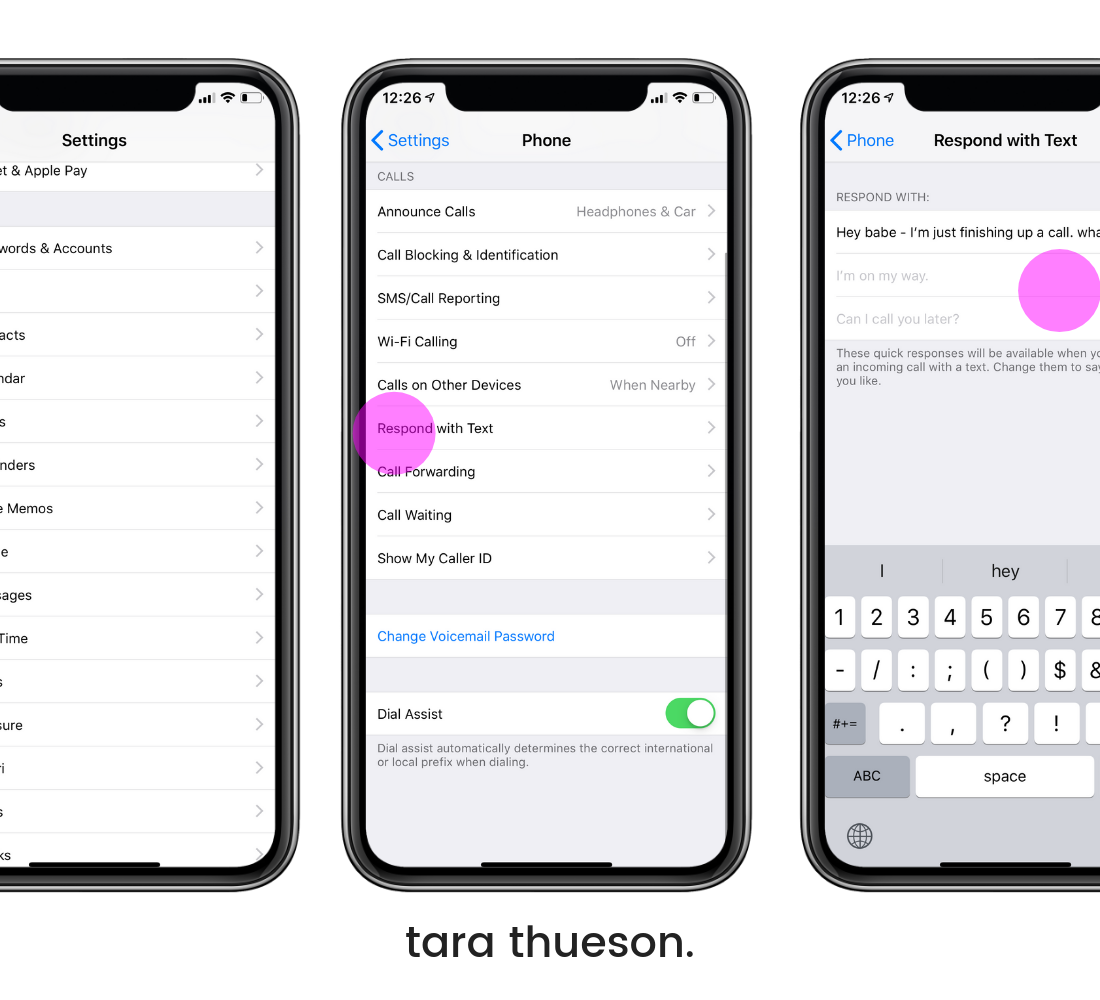 Settings
et & Apple Pay
words & Accounts
acts
ndar
s
nders
e Memos
e
sages
Time
s
sure
ri
s
ks
12:26
Settings
Phone
CALLS
Announce Calls Headphones & Car
Call Blocking & Identification
SMS/Call Reporting
Wi-Fi Calling Off
Calls on Other Devices When Nearby
Respond with Text
Call Forwarding
Call Waiting
Show My Caller ID
Change Voicemail Password
Dial Assist
Dial assist automatically determines the correct international
or local prefix when dialing.
12:26
Phone
Respond with Text
RESPOND WITH:
Hey babe - I'm just finishing up a call. wha
I'm on my way.
Can I call you later?
These quick responses will be available when yo
an incoming call with a text. Change them to say
you like.
I hey
1 2 3 4 5 6 7 8
- / : ; ( ) $ &
#+= . , ? !
ABC space
tara thueson.